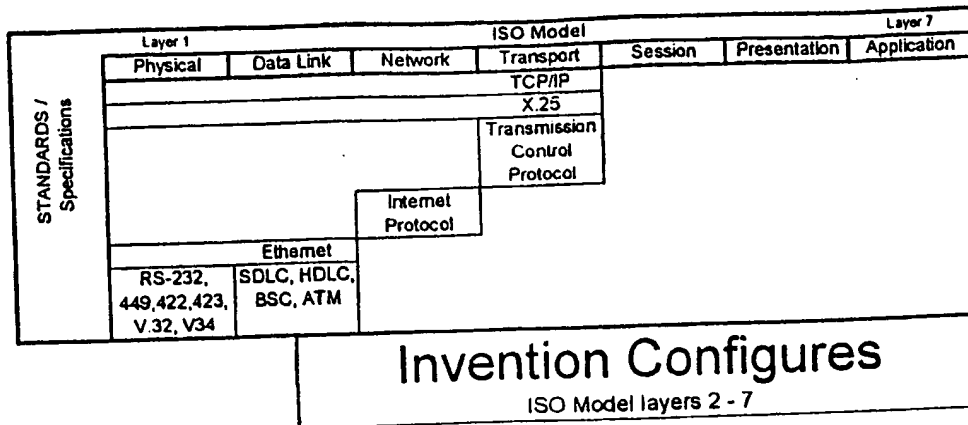 ISO Model
Layer 1
Layer 7
Physical
Data Link
Network
Transport
Session
Presentation
Application
STANDARDS /
Specifications
TCP/IP
X.25
Transmission
Control
Protocol
Internet
Protocol
Ethernet
RS-232,
449,422,423,
V.32, V34
SDLC, HDLC,
BSC, ATM
Invention Configures
ISO Model layers 2 - 7